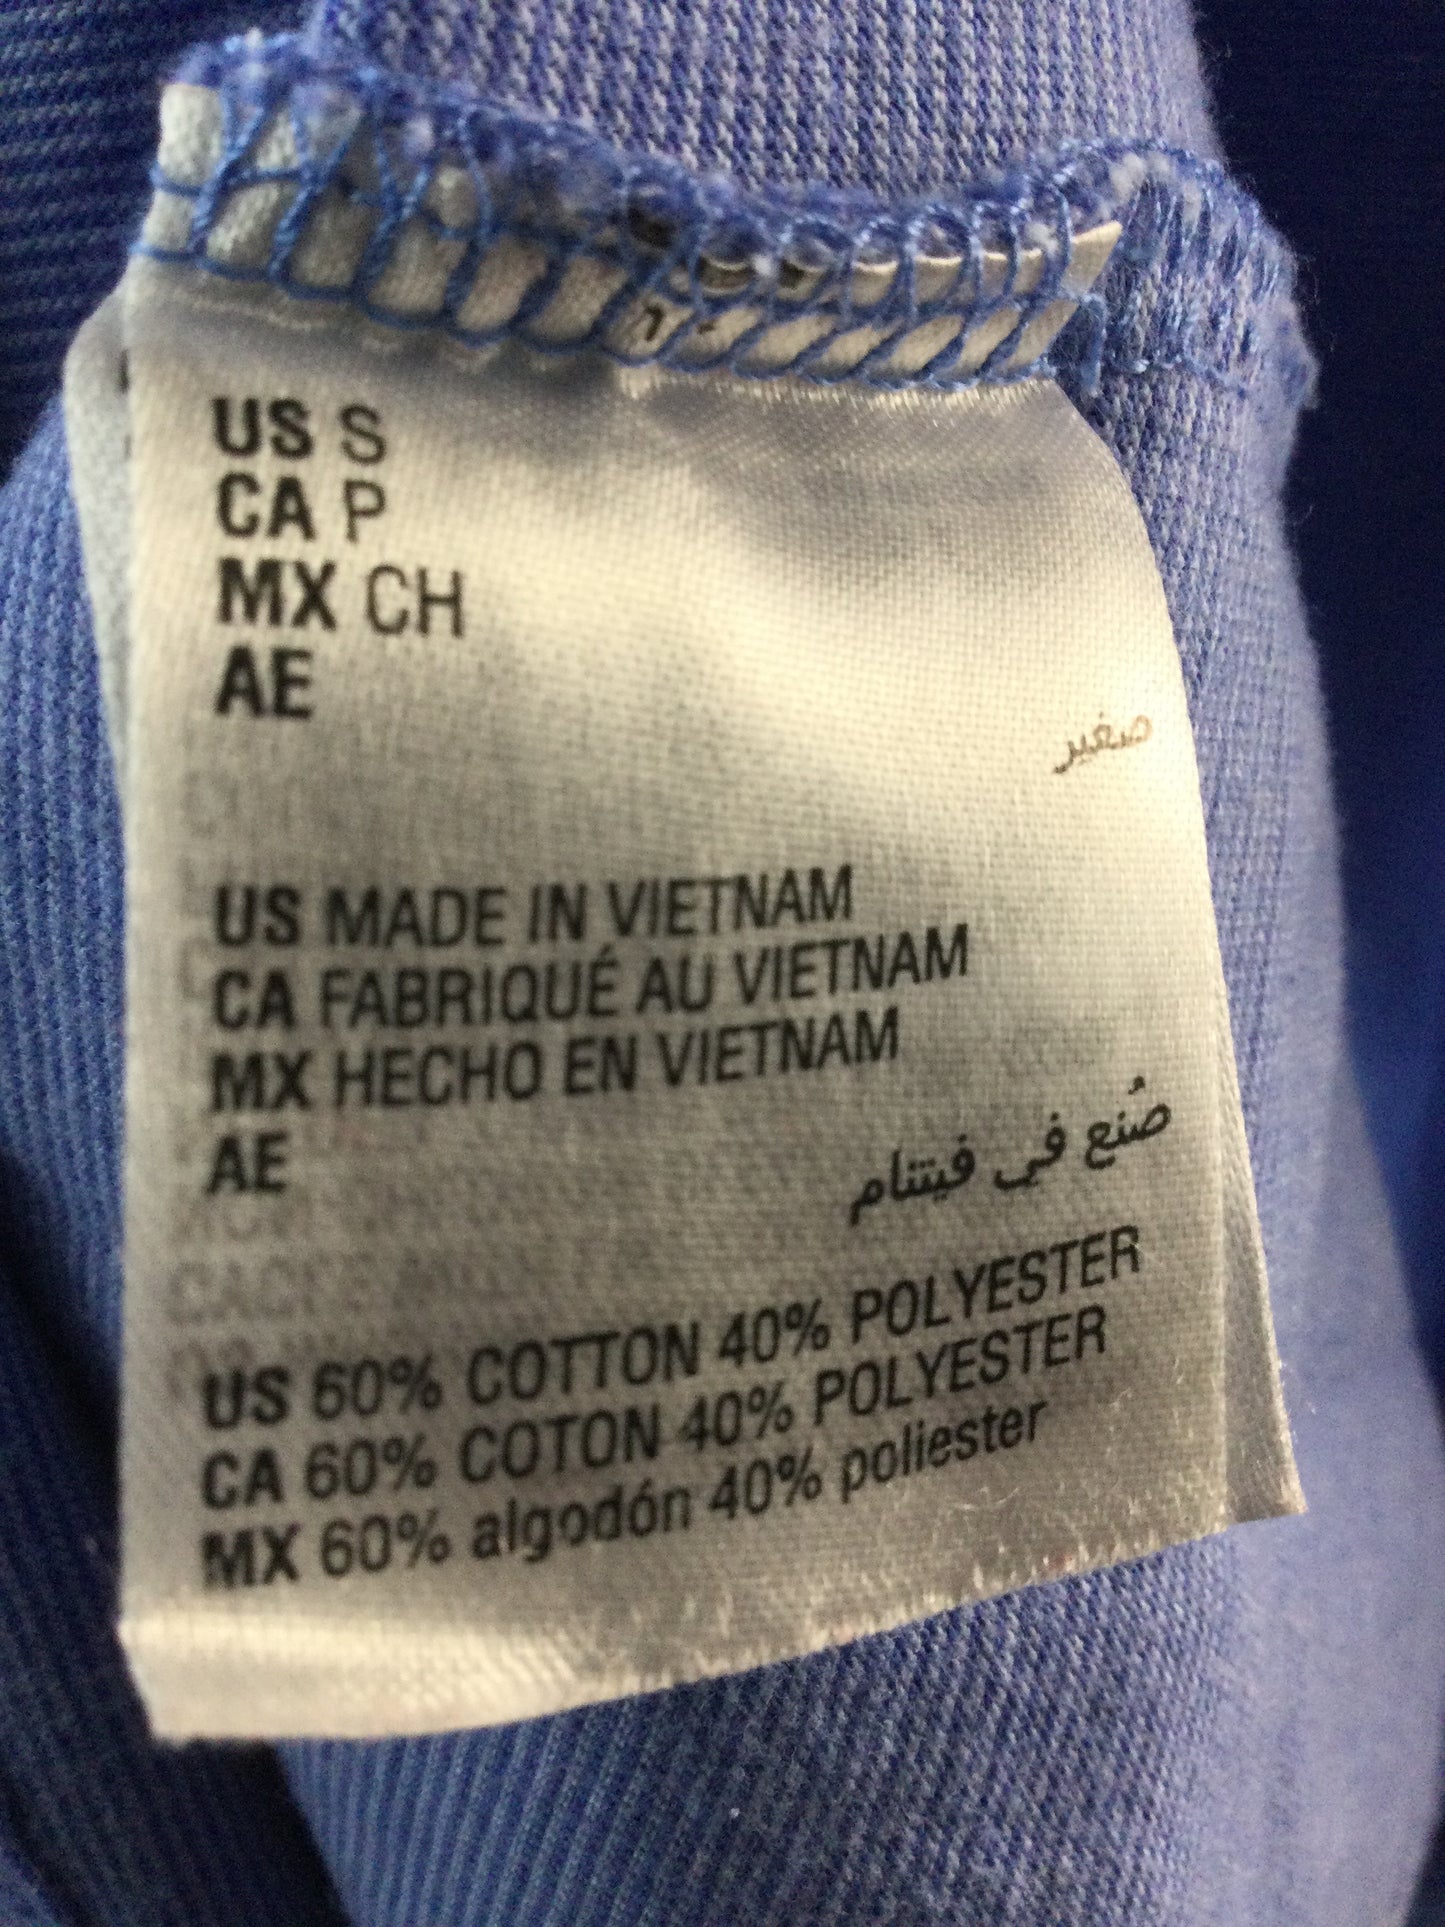 US S
CA P
MX CH
AE
صغير
US MADE IN VIETNAM
CA FABRIQUÉ AU VIETNAM
MX HECHO EN VIETNAM
AE
صُنع في فيتنام
US 60% COTTON 40% POLYESTER
CA 60% COTON 40% POLYESTER
MX 60% algodón 40% poliester